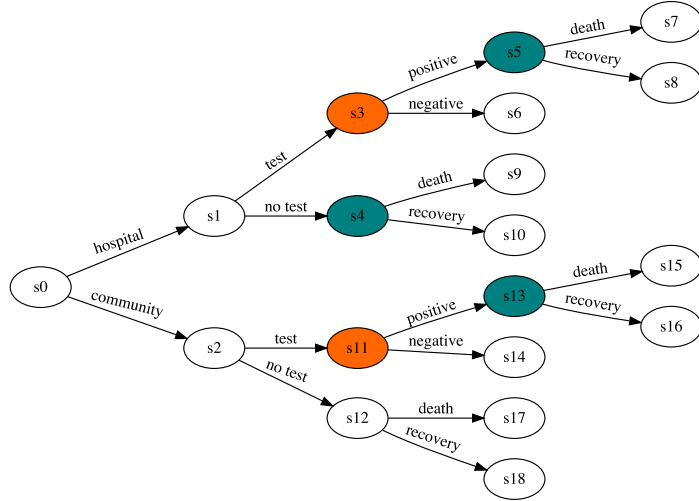 death
s7
s5
recovery
positive
s8
s3
negative
s6
test
death
s9
s1
no test
s4
recovery
s10
hospital
s0
community
death
s15
s13
positive
recovery
s16
s2
test
s11
negative
s14
no test
s12
death
s17
recovery
s18